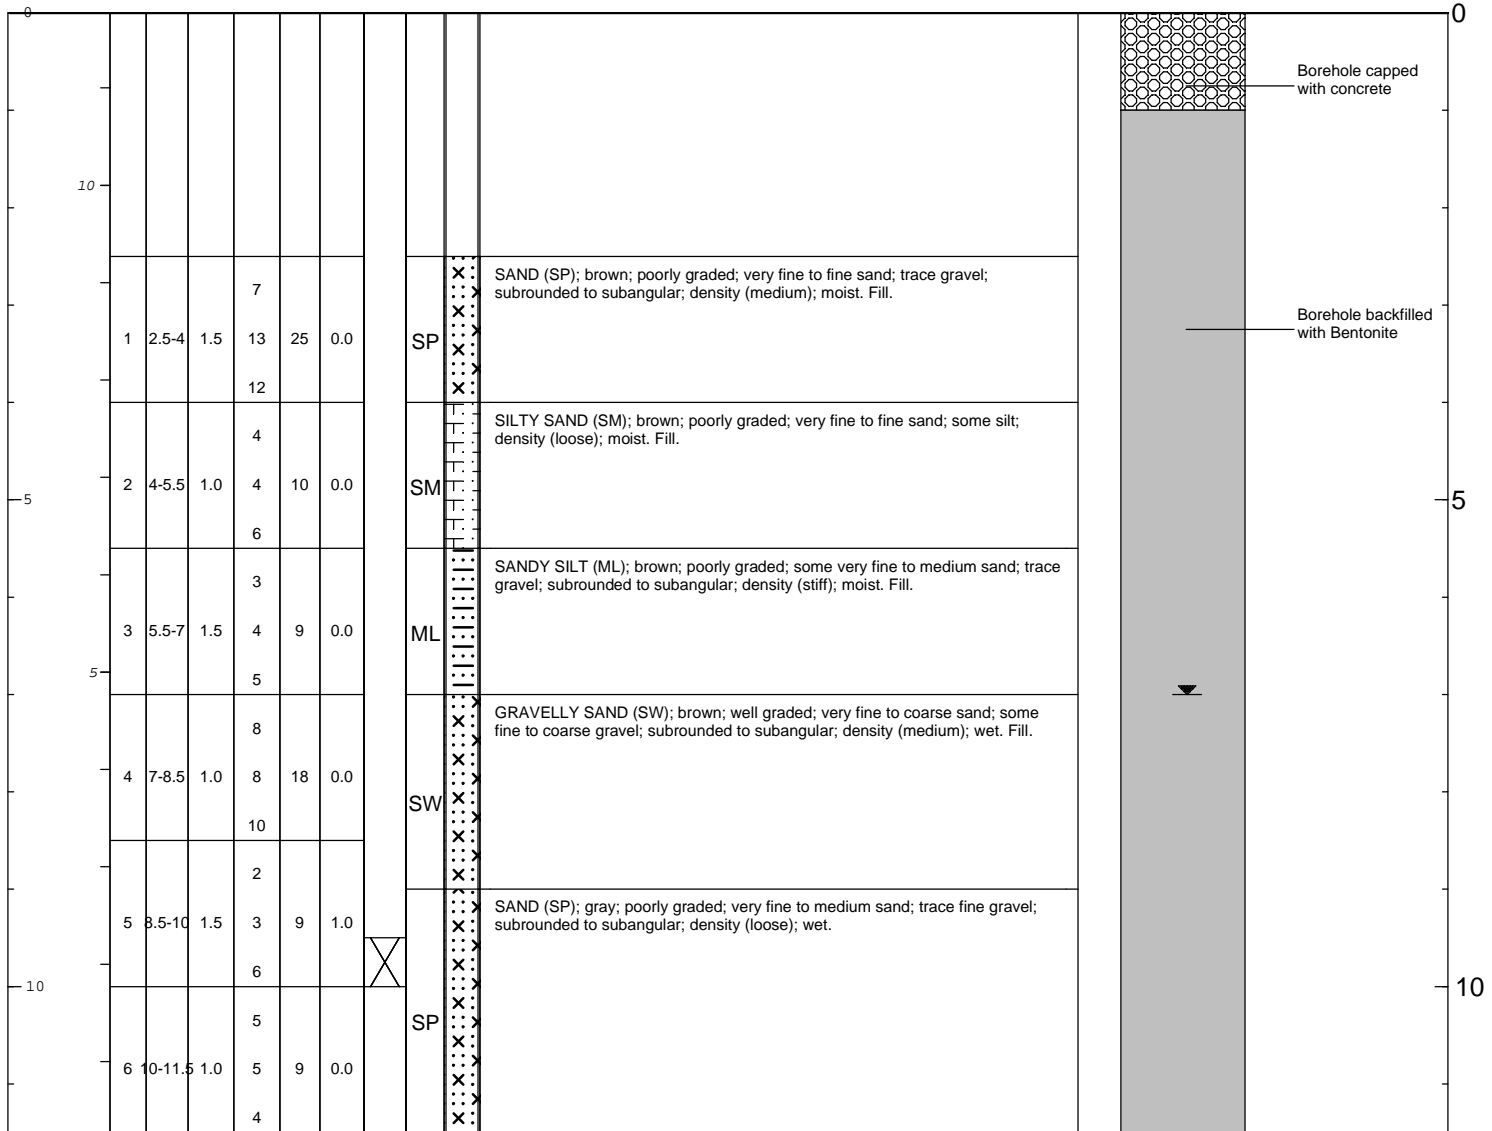 0
0
Borehole capped
with concrete
10
SAND (SP); brown; poorly graded; very fine to fine sand; trace gravel;
subrounded to subangular; density (medium); moist. Fill.
7
1 2.5-4 1.5 13 25 0.0 SP
12
Borehole backfilled
with Bentonite
SILTY SAND (SM); brown; poorly graded; very fine to fine sand; some silt;
density (loose); moist. Fill.
4
2 4-5.5 1.0 4 10 0.0 SM
5
5
6
SANDY SILT (ML); brown; poorly graded; some very fine to medium sand; trace
gravel; subrounded to subangular; density (stiff); moist. Fill.
3
3 5.5-7 1.5 4 9 0.0 ML
5
5
GRAVELLY SAND (SW); brown; well graded; very fine to coarse sand; some
fine to coarse gravel; subrounded to subangular; density (medium); wet. Fill.
8
4 7-8.5 1.0 8 18 0.0
SW
10
2
SAND (SP); gray; poorly graded; very fine to medium sand; trace fine gravel;
subrounded to subangular; density (loose); wet.
5 8.5-10 1.5 3 9 1.0
6
10
10
5
SP
6 10-11.5 1.0 5 9 0.0
4